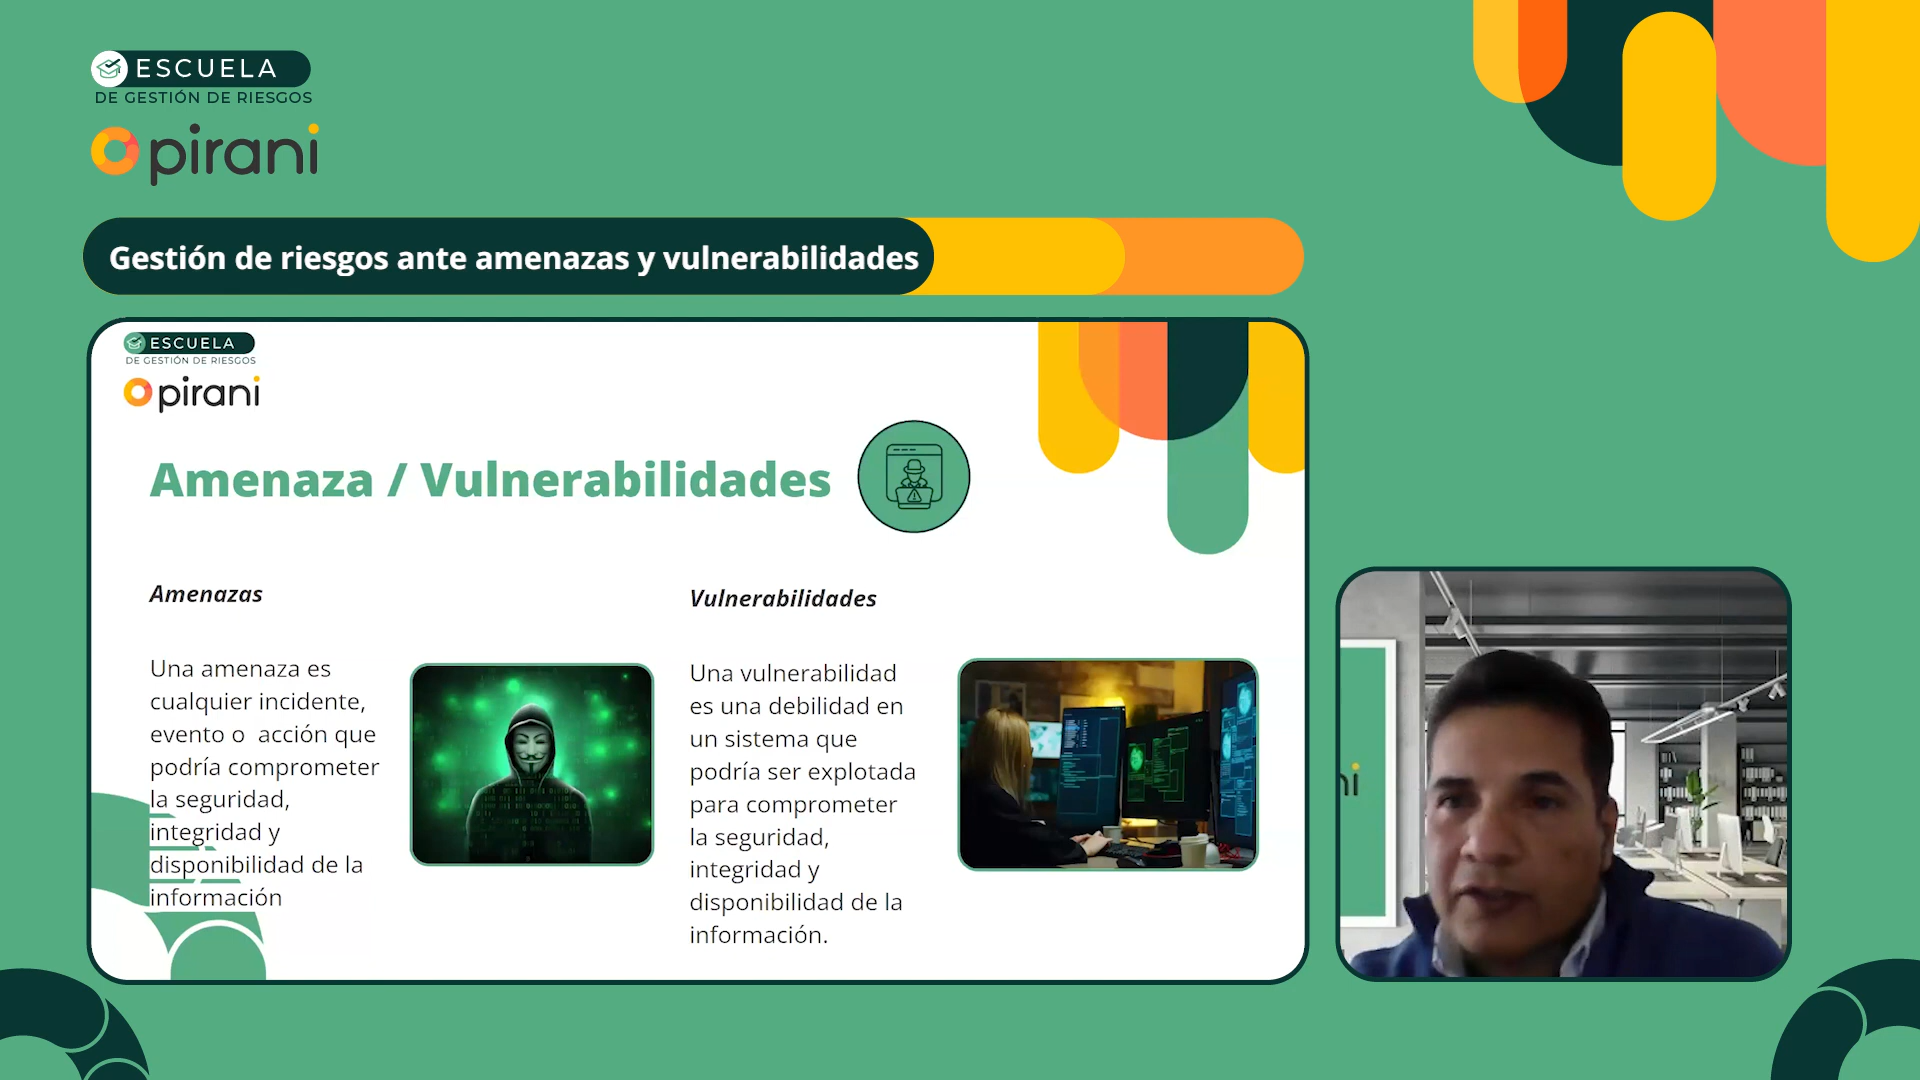 ESCUELA
DE GESTIÓN DE RIESGOS
pirani
Gestión de riesgos ante amenazas y vulnerabilidades
ESCUELA
DE GESTIÓN DE RIESGOS
pirani
Amenaza / Vulnerabilidades
Amenazas
Una amenaza es
cualquier incidente,
evento o  acción que
podría comprometer
la seguridad,
integridad y
disponibilidad de la
información
Vulnerabilidades
Una vulnerabilidad
es una debilidad en
un sistema que
podría ser explotada
para comprometer
la seguridad,
integridad y
disponibilidad de la
información.
ni